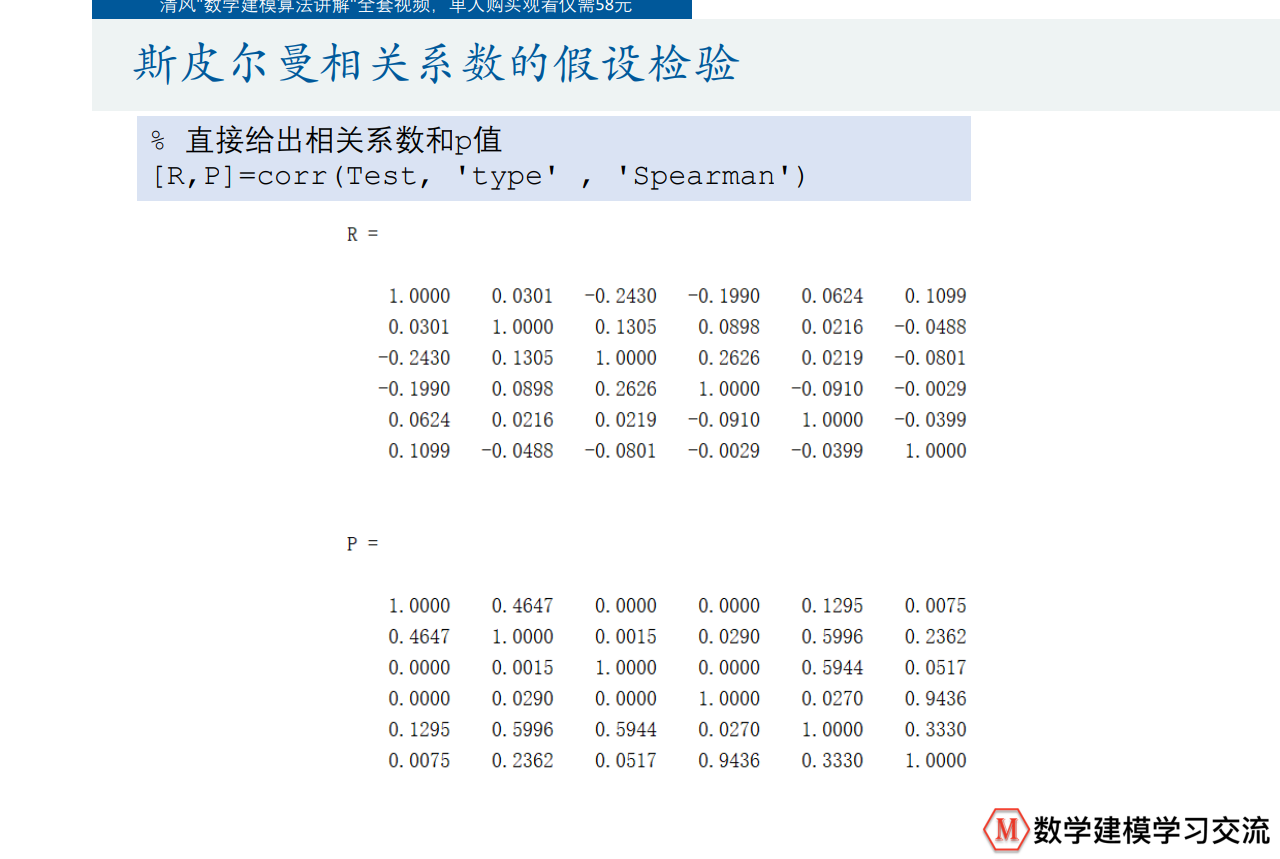 清风"数学建模算法讲解"全套视频，单人购买观看仅需58元
斯皮尔曼相关系数的假设检验
% 直接给出相关系数和p值
[R,P]=corr(Test, 'type' , 'Spearman')
R =
1.0000 0.0301 -0.2430 -0.1990 0.0624 0.1099
0.0301 1.0000 0.1305 0.0898 0.0216 -0.0488
-0.2430 0.1305 1.0000 0.2626 0.0219 -0.0801
-0.1990 0.0898 0.2626 1.0000 -0.0910 -0.0029
0.0624 0.0216 0.0219 -0.0910 1.0000 -0.0399
0.1099 -0.0488 -0.0801 -0.0029 -0.0399 1.0000
P =
1.0000 0.4647 0.0000 0.0000 0.1295 0.0075
0.4647 1.0000 0.0015 0.0290 0.5996 0.2362
0.0000 0.0015 1.0000 0.0000 0.5944 0.0517
0.0000 0.0290 0.0000 1.0000 0.0270 0.9436
0.1295 0.5996 0.5944 0.0270 1.0000 0.3330
0.0075 0.2362 0.0517 0.9436 0.3330 1.0000
M 数学建模学习交流